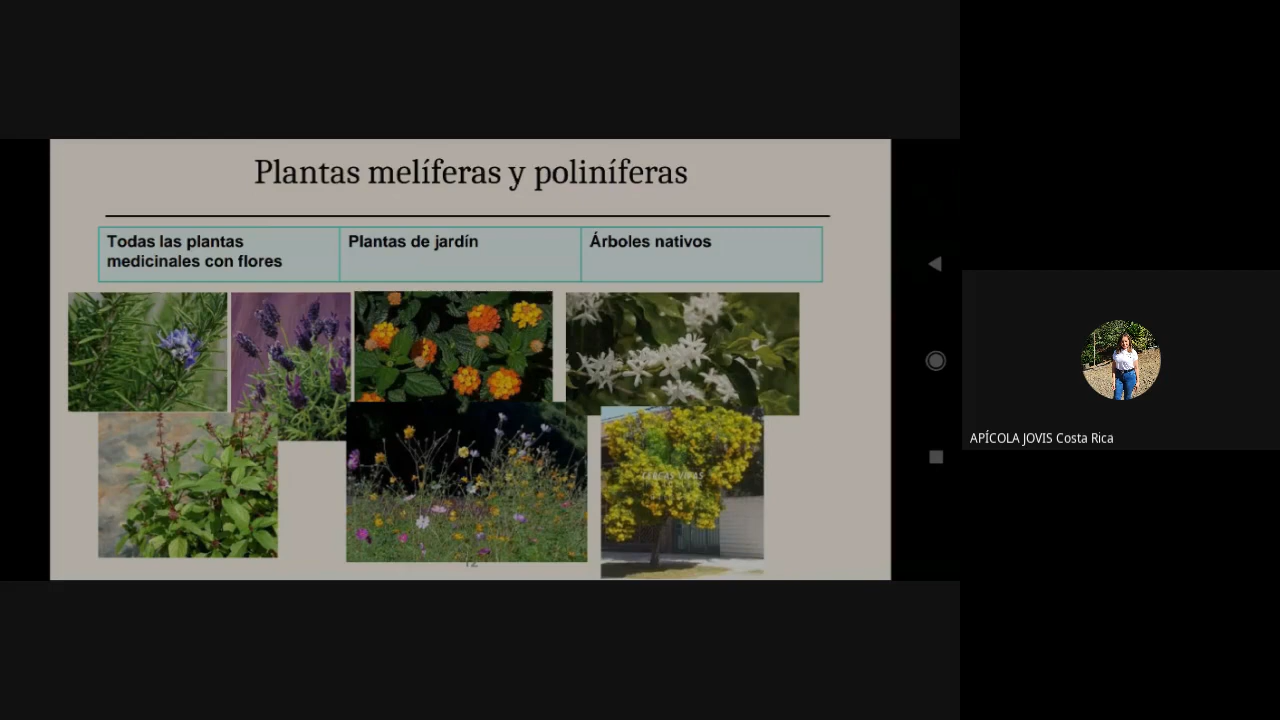 Plantas melíferas y poliníferas
Todas las plantas
medicinales con flores
Plantas de jardín
Árboles nativos
APÍCOLA JOVIS Costa Rica